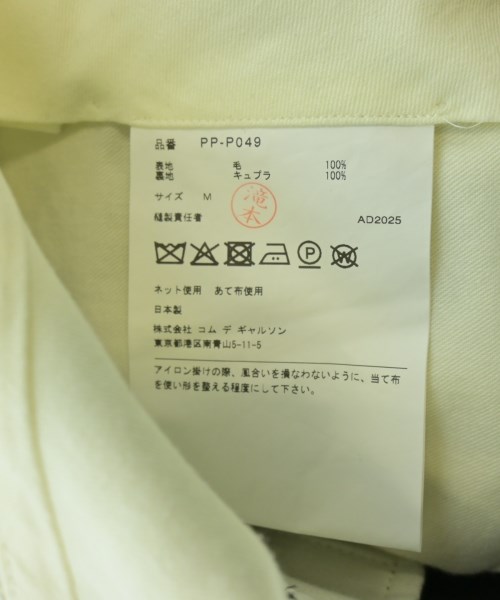 品番 PP-P049
表地 毛 100%
裏地 キュプラ 100%
サイズ M
滝本
縫製責任者 AD2025
P
W
ネット使用 あて布使用
日本製
株式会社 コム デ ギャルソン
東京都港区南青山5-11-5
アイロン掛けの際、風合いを損なわないように、当て布
を使い形を整える程度にして下さい。